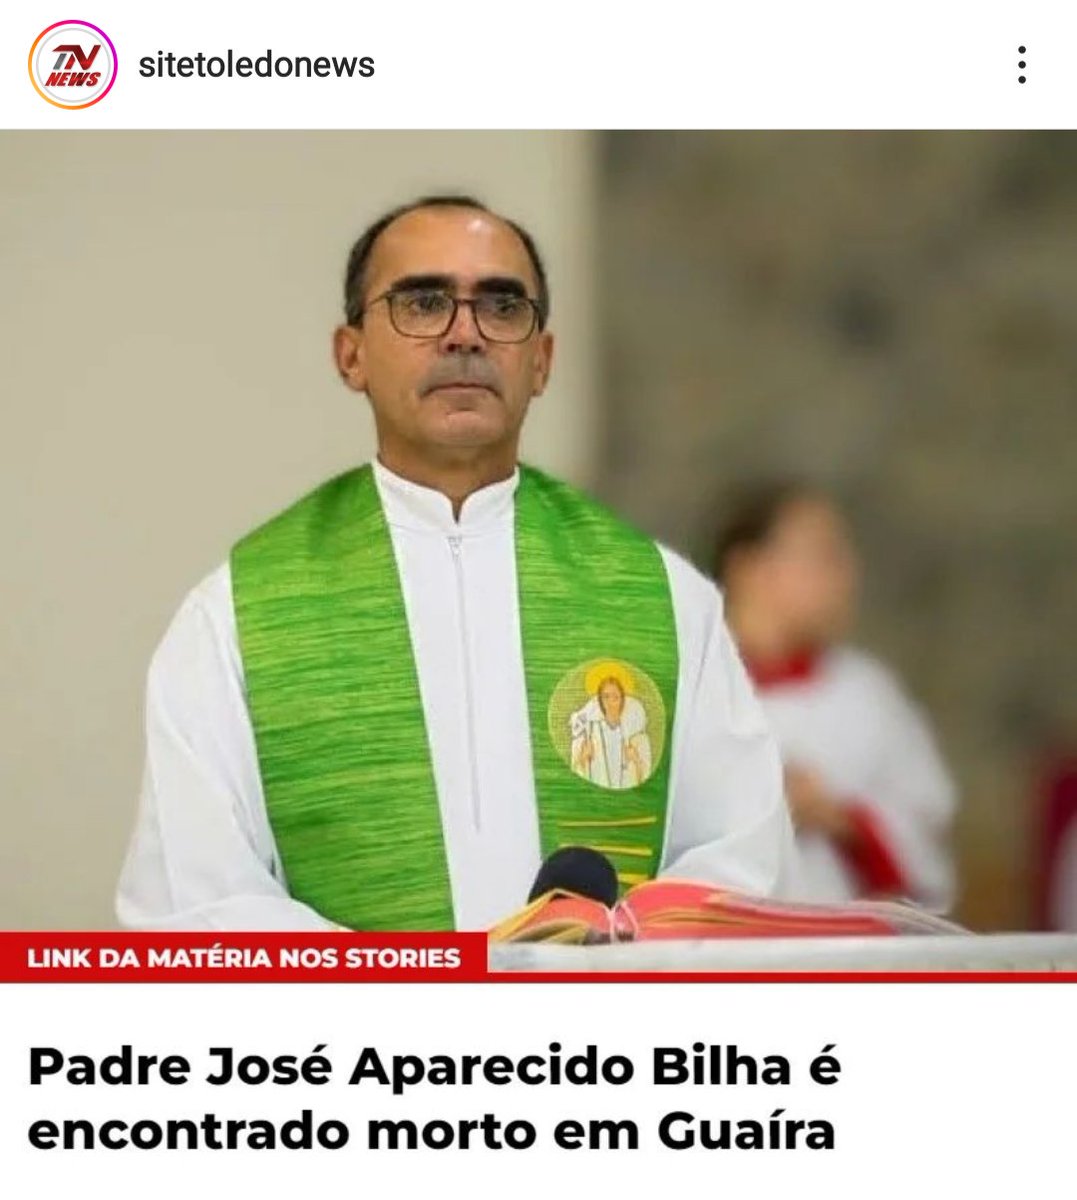 TN
NEWS
sitetoledonews
LINK DA MATÉRIA NOS STORIES
Padre José Aparecido Bilha é
encontrado morto em Guaíra